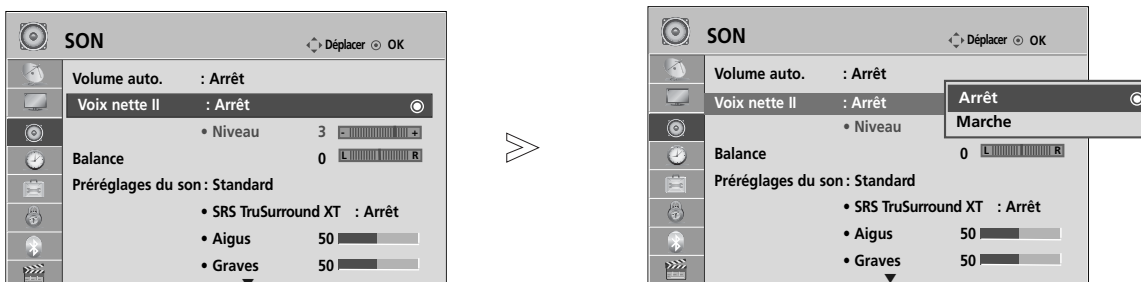 SON
Déplacer OK
Volume auto. : Arrêt
Voix nette II : Arrêt
• Niveau 3 - +
Balance 0 L R
Préréglages du son : Standard
• SRS TruSurround XT : Arrêt
• Aigus 50
• Graves 50
SON
Déplacer OK
Volume auto. : Arrêt
Voix nette II : Arrêt
Arrêt
Marche
• Niveau
Balance 0 L R
Préréglages du son : Standard
• SRS TruSurround XT : Arrêt
• Aigus 50
• Graves 50